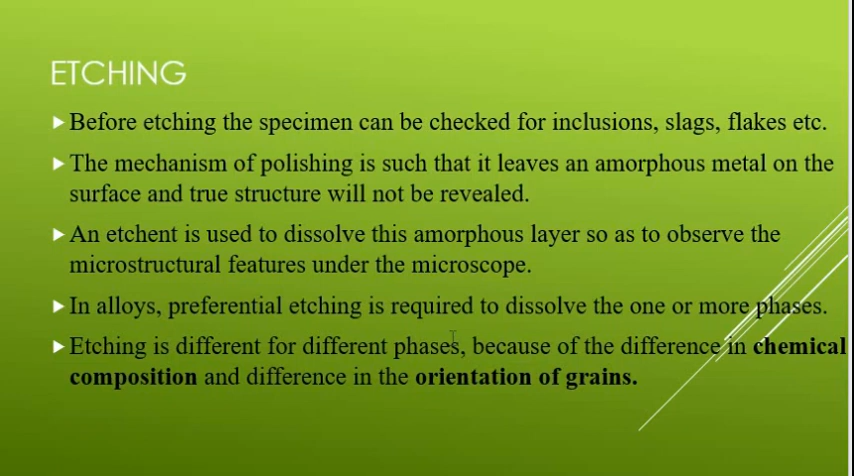 ETCHING
Before etching the specimen can be checked for inclusions, slags, flakes etc.
The mechanism of polishing is such that it leaves an amorphous metal on the
surface and true structure will not be revealed.
An etchent is used to dissolve this amorphous layer so as to observe the
microstructural features under the microscope.
In alloys, preferential etching is required to dissolve the one or more phases.
Etching is different for different phases, because of the difference in chemical
composition and difference in the orientation of grains.